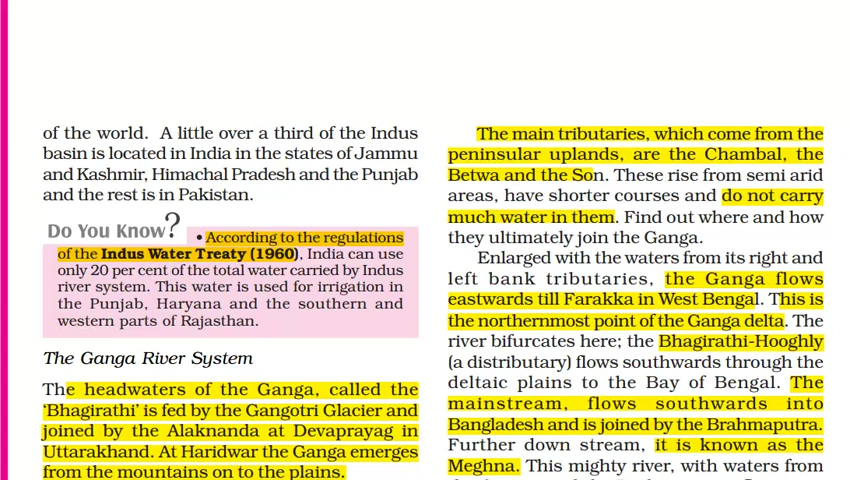 of the world. A little over a third of the Indus
basin is located in India in the states of Jammu
and Kashmir, Himachal Pradesh and the Punjab
and the rest is in Pakistan.
Do You Know?
• According to the regulations
of the Indus Water Treaty (1960), India can use
only 20 per cent of the total water carried by Indus
river system. This water is used for irrigation in
the Punjab, Haryana and the southern and
western parts of Rajasthan.
The Ganga River System
The headwaters of the Ganga, called the
‘Bhagirathi’ is fed by the Gangotri Glacier and
joined by the Alaknanda at Devaprayag in
Uttarakhand. At Haridwar the Ganga emerges
from the mountains on to the plains.
The main tributaries, which come from the
peninsular uplands, are the Chambal, the
Betwa and the Son. These rise from semi arid
areas, have shorter courses and do not carry
much water in them. Find out where and how
they ultimately join the Ganga.
Enlarged with the waters from its right and
left bank tributaries, the Ganga flows
eastwards till Farakka in West Bengal. This is
the northernmost point of the Ganga delta. The
river bifurcates here; the Bhagirathi-Hooghly
(a distributary) flows southwards through the
deltaic plains to the Bay of Bengal. The
mainstream, flows southwards into
Bangladesh and is joined by the Brahmaputra.
Further down stream, it is known as the
Meghna. This mighty river, with waters from